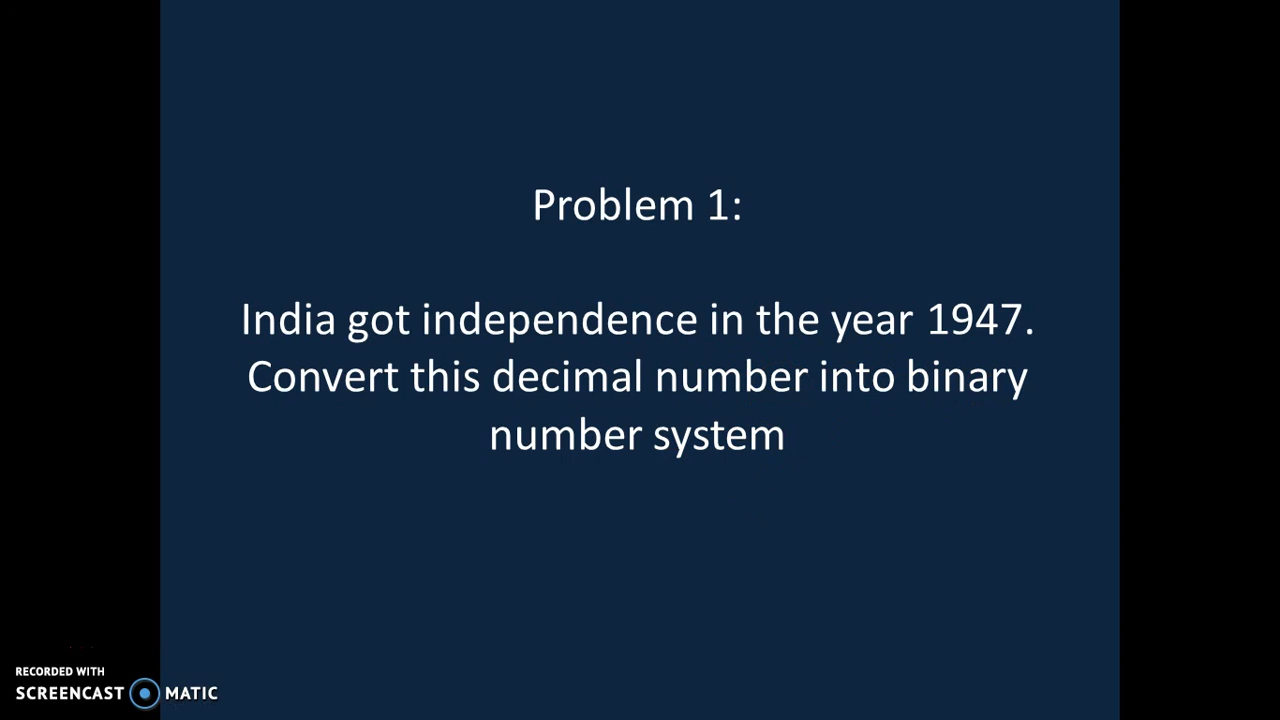 Problem 1:
India got independence in the year 1947.
Convert this decimal number into binary
number system
RECORDED WITH
SCREENCAST MATIC